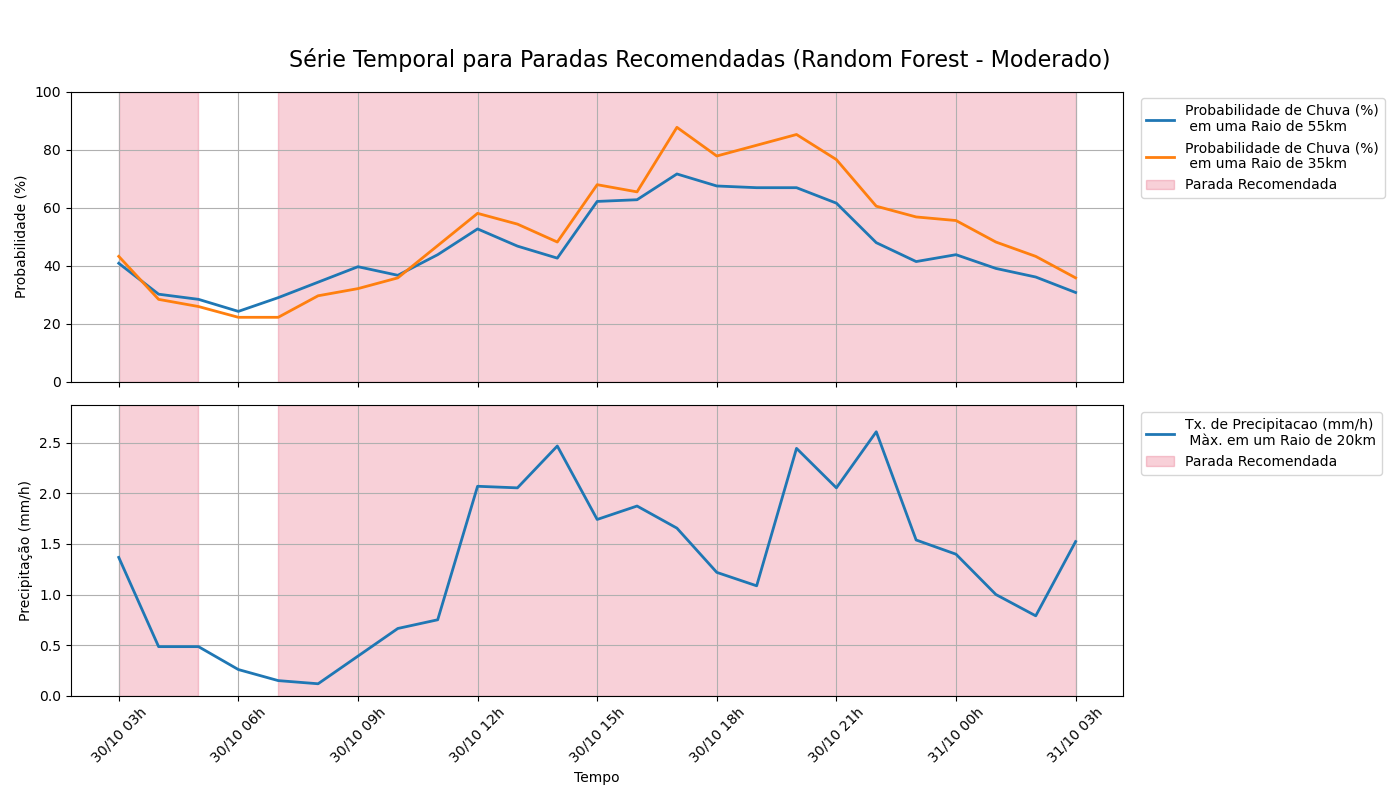 Série Temporal para Paradas Recomendadas (Random Forest - Moderado)
100
80
60
40
20
0
Probabilidade (%)
Probabilidade de Chuva (%)
em uma Raio de 55km
Probabilidade de Chuva (%)
em uma Raio de 35km
Parada Recomendada
2.5
2.0
1.5
1.0
0.5
0.0
Precipitação (mm/h)
Tx. de Precipitacao (mm/h)
Màx. em um Raio de 20km
Parada Recomendada
30/10 03h
30/10 06h
30/10 09h
30/10 12h
30/10 15h
30/10 18h
30/10 21h
31/10 00h
31/10 03h
Tempo